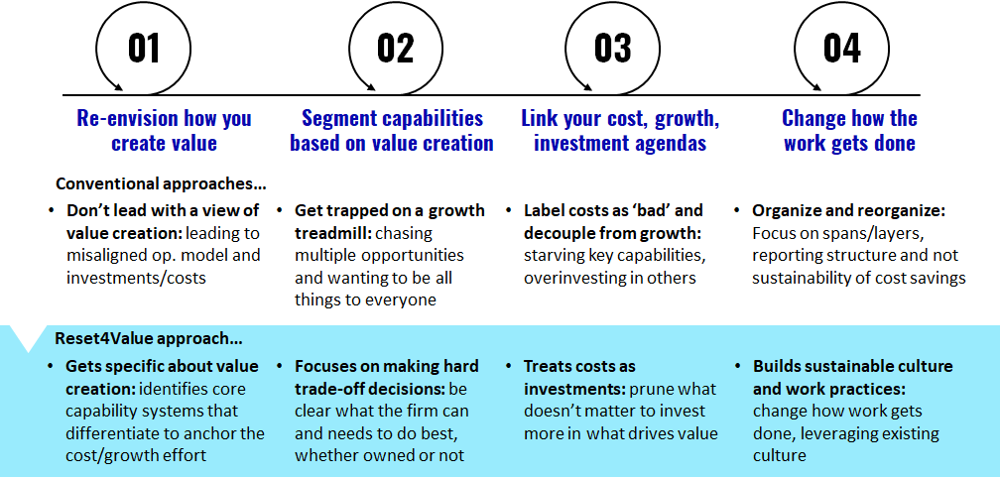 01
02
03
04
Re-envision how you
create value
Segment capabilities
based on value creation
Link your cost, growth,
investment agendas
Change how the
work gets done
Conventional approaches...
• Don’t lead with a view of
value creation: leading to
misaligned op. model and
investments/costs
• Get trapped on a growth
treadmill: chasing
multiple opportunities
and wanting to be all
things to everyone
• Label costs as ‘bad’ and
decouple from growth:
starving key capabilities,
overinvesting in others
• Organize and reorganize:
Focus on spans/layers,
reporting structure and not
sustainability of cost savings
Reset4Value approach...
• Gets specific about value
creation: identifies core
capability systems that
differentiate to anchor the
cost/growth effort
• Focuses on making hard
trade-off decisions: be
clear what the firm can
and needs to do best,
whether owned or not
• Treats costs as
investments: prune what
doesn’t matter to invest
more in what drives value
• Builds sustainable culture
and work practices:
change how work gets
done, leveraging existing
culture